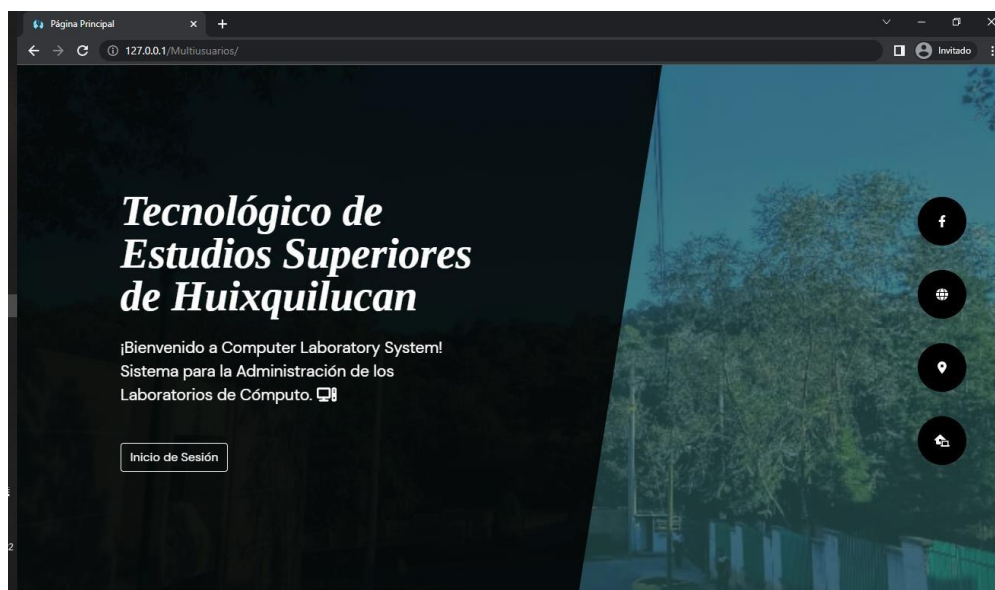 Página Principal
127.0.0.1/Multiusuarios/
Invitado
Tecnológico de
Estudios Superiores
de Huixquilucan
¡Bienvenido a Computer Laboratory System!
Sistema para la Administración de los
Laboratorios de Cómputo.
Inicio de Sesión
2